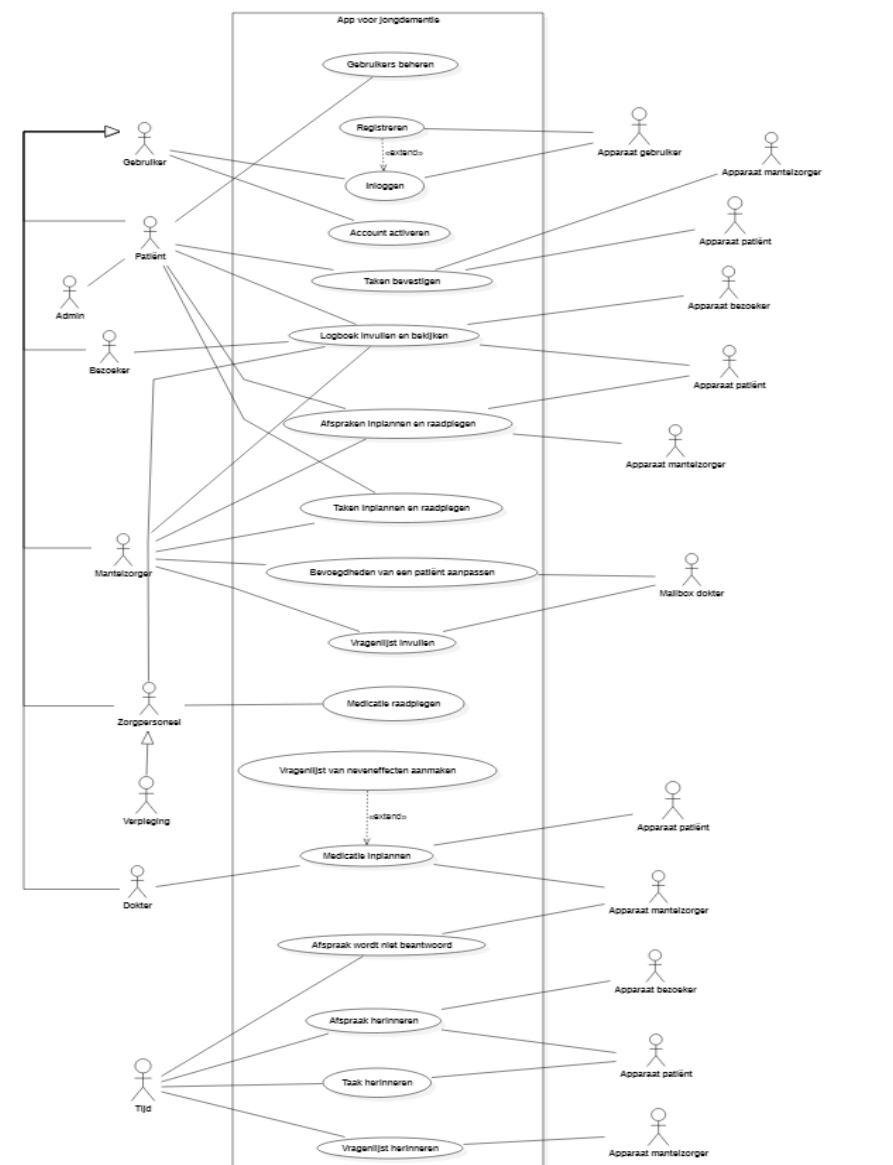 App voor jongdementie
Gebruikers beheren
Registreren
«extend»
Inloggen
Account activeren
Taken bevestigen
Logboek invullen en bekijken
Afspraken inplannen en raadplegen
Taken inplannen en raadplegen
Bevoegdheden van een patiënt aanpassen
Vragenlijst invullen
Medicatie raadplegen
Vragenlijst van neveneffecten aanmaken
«extend»
Medicatie inplannen
Afspraak wordt niet beantwoord
Afspraak herinneren
Taak herinneren
Vragenlijst herinneren
Gebruiker
Patiënt
Admin
Bezoeker
Mantelzorger
Zorgpersoneel
Verpleging
Dokter
Tijd
Apparaat gebruiker
Apparaat mantelzorger
Apparaat patiënt
Apparaat bezoeker
Apparaat patiënt
Apparaat mantelzorger
Mailbox dokter
Apparaat patiënt
Apparaat mantelzorger
Apparaat bezoeker
Apparaat patiënt
Apparaat mantelzorger